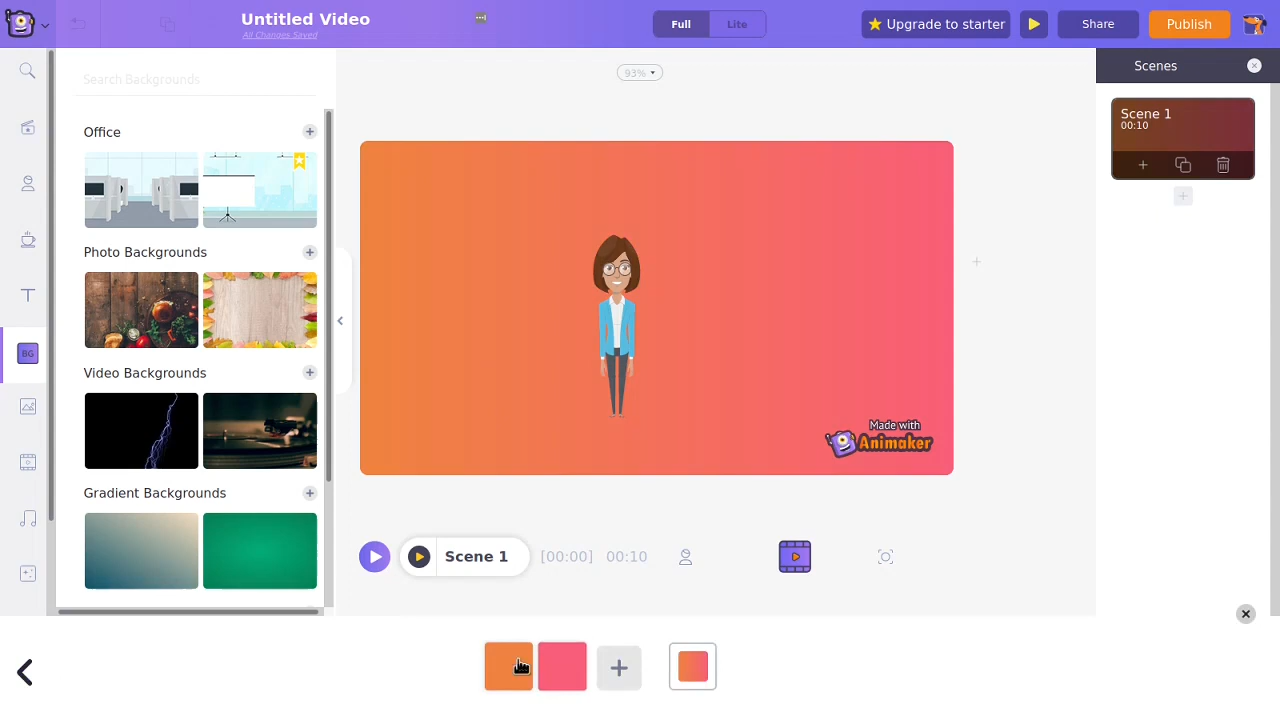 Untitled Video
All Changes Saved
Full
Lite
Upgrade to starter
Share
Publish
Search Backgrounds
93%
Scenes
Office
Scene 1
00:10
Photo Backgrounds
BG
Video Backgrounds
Made with
Animaker
Gradient Backgrounds
Scene 1
[00:00]
00:10